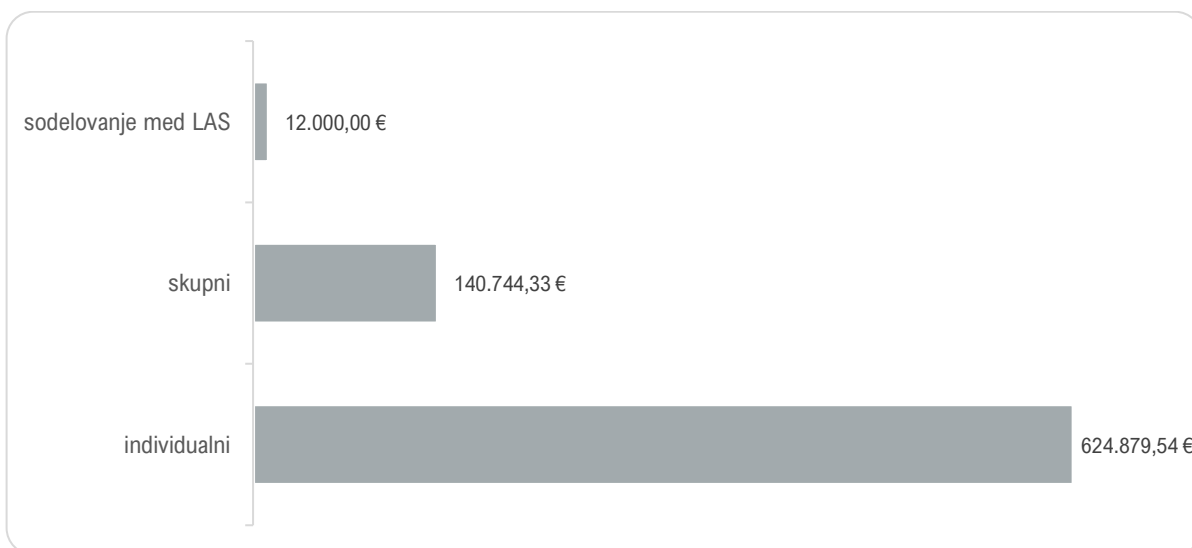 sodelovanje med LAS 12.000,00 €
skupni 140.744,33 €
individualni 624.879,54 €